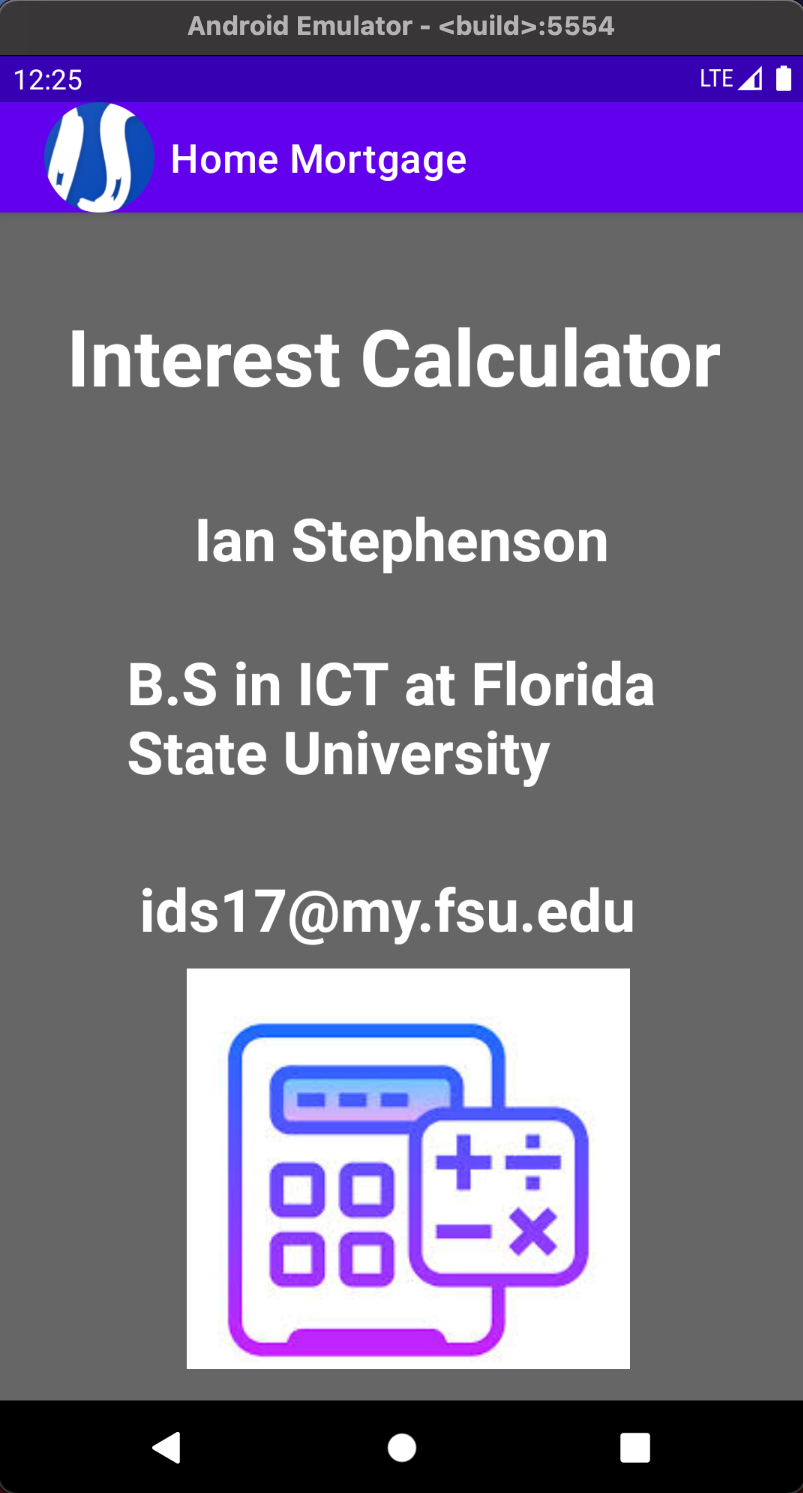 Android Emulator - <build>:5554
12:25
LTE
Home Mortgage
Interest Calculator
Ian Stephenson
B.S in ICT at Florida
State University
ids17@my.fsu.edu